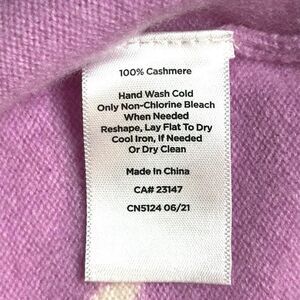 100% Cashmere
Hand Wash Cold
Only Non-Chlorine Bleach
When Needed
Reshape, Lay Flat To Dry
Cool Iron, If Needed
Or Dry Clean
Made In China
CA# 23147
CN5124 06/21